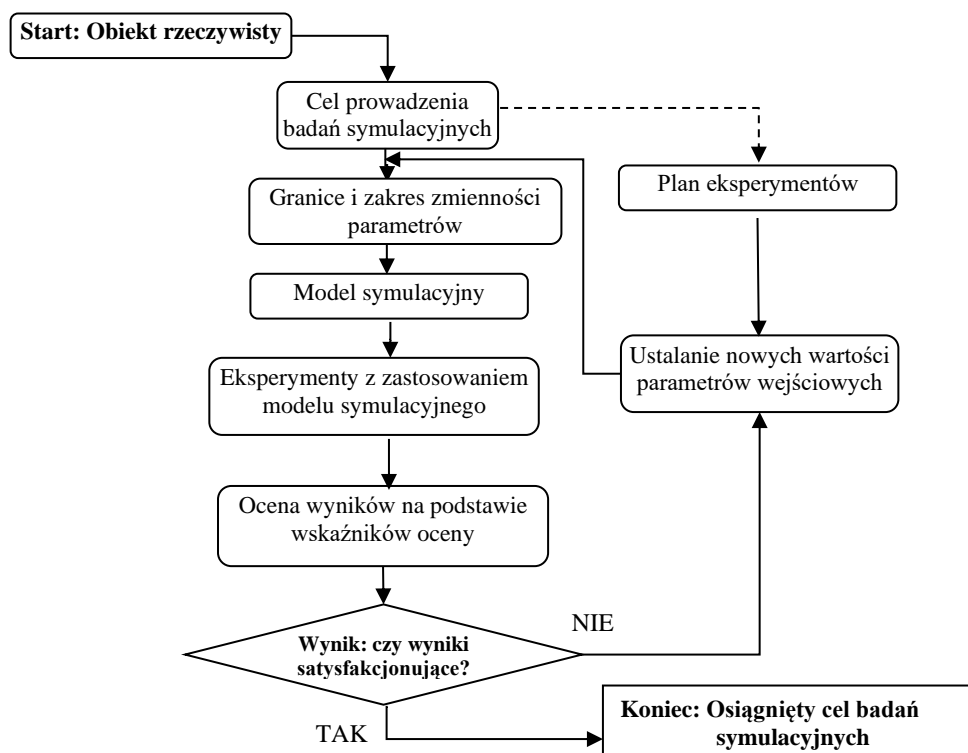 Start: Obiekt rzeczywisty
Cel prowadzenia
badań symulacyjnych
Plan eksperymentów
Granice i zakres zmienności
parametrów
Model symulacyjny
Ustalanie nowych wartości
parametrów wejściowych
Eksperymenty z zastosowaniem
modelu symulacyjnego
Ocena wyników na podstawie
wskaźników oceny
NIE
Wynik: czy wyniki
satysfakcjonujące?
TAK
Koniec: Osiągnięty cel badań
symulacyjnych